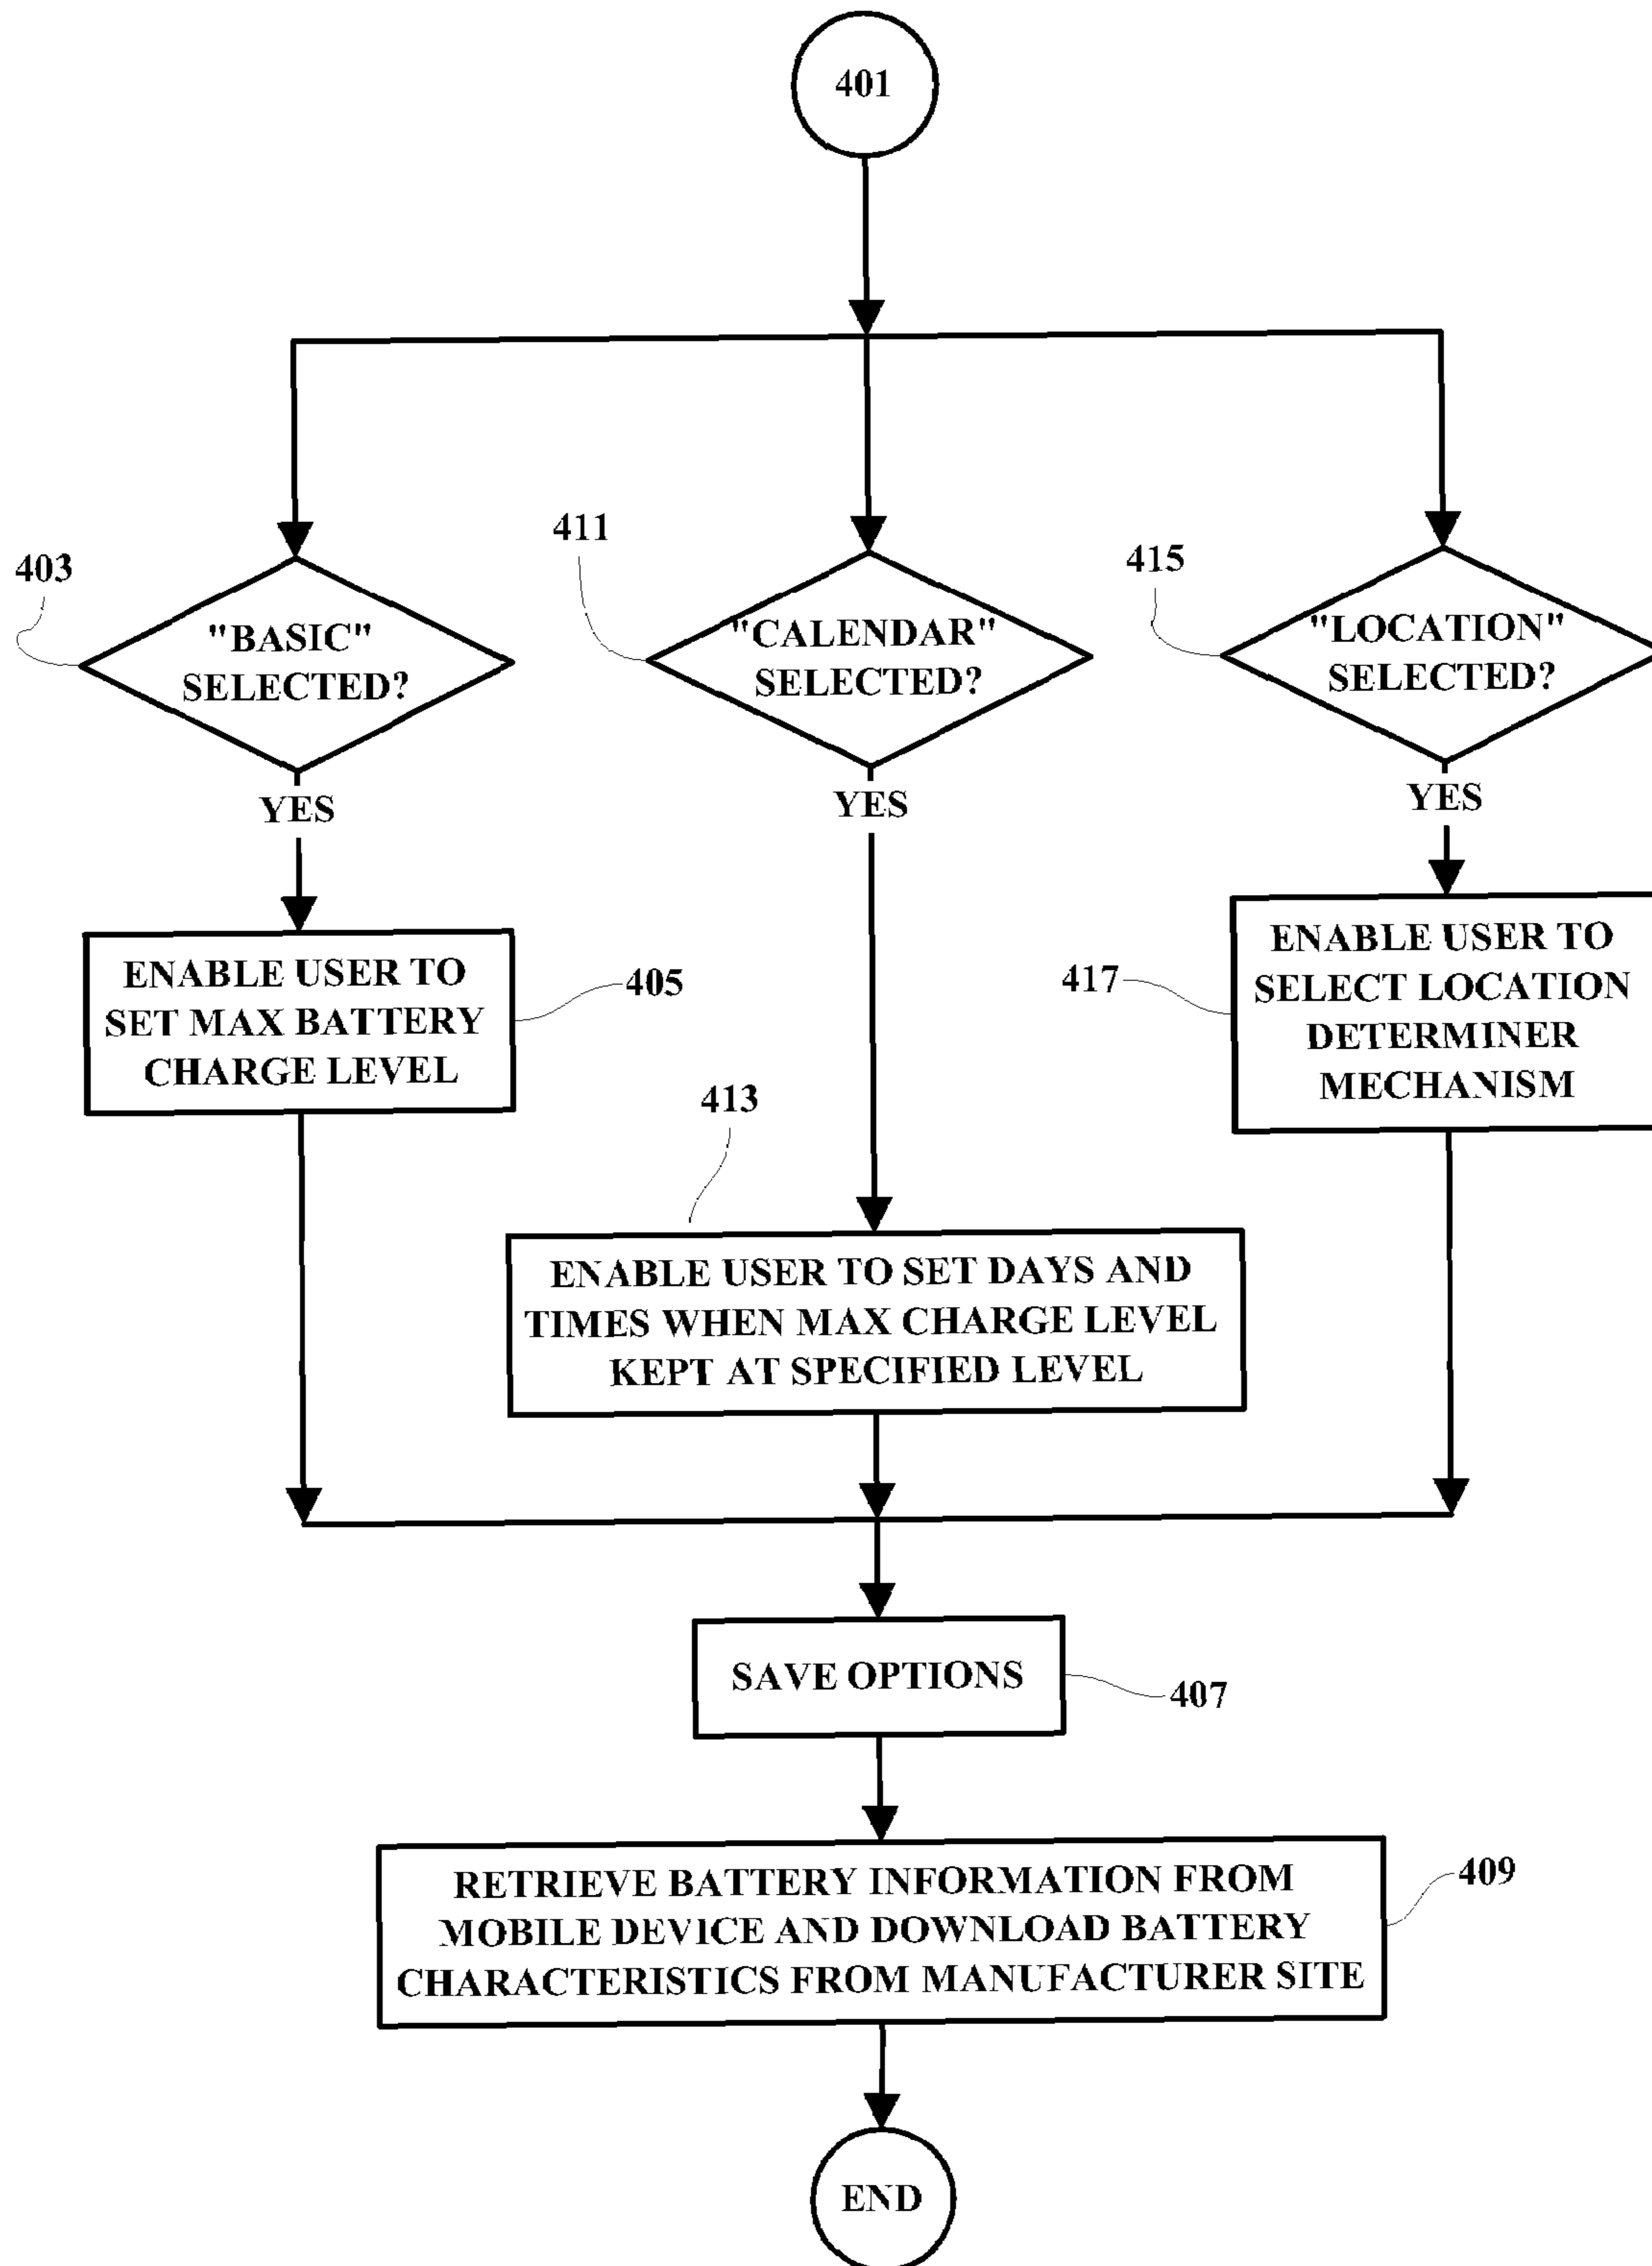 401
403
"BASIC"
SELECTED?
YES
411
"CALENDAR"
SELECTED?
YES
415
"LOCATION"
SELECTED?
YES
ENABLE USER TO
SET MAX BATTERY
CHARGE LEVEL
405
417
ENABLE USER TO
SELECT LOCATION
DETERMINER
MECHANISM
413
ENABLE USER TO SET DAYS AND
TIMES WHEN MAX CHARGE LEVEL
KEPT AT SPECIFIED LEVEL
SAVE OPTIONS
407
RETRIEVE BATTERY INFORMATION FROM
MOBILE DEVICE AND DOWNLOAD BATTERY
CHARACTERISTICS FROM MANUFACTURER SITE
409
END